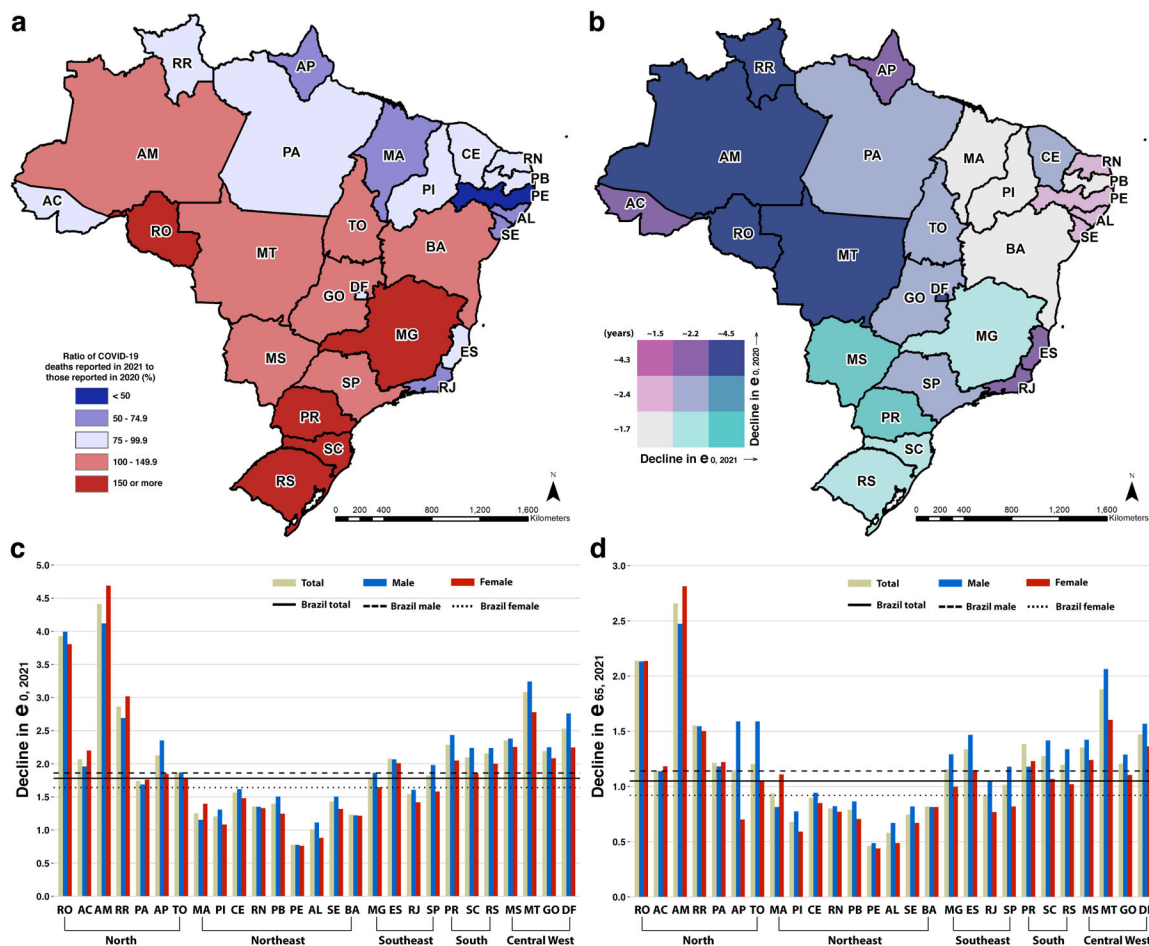 a
RR
AP
AM
PA
MA
CE
RN
PB
PI
PE
AC
AL
SE
RO
TO
BA
MT
DF
GO
MG
ES
MS
SP
RJ
PR
SC
RS
Ratio of COVID-19
deaths reported in 2021 to
those reported in 2020 (%)
< 50
50 - 74.9
75 - 99.9
100 - 149.9
150 or more
N
0 200 400 800 1,200 1,600
Kilometers
b
RR
AP
AM
PA
MA
CE
RN
PB
PI
PE
AC
AL
SE
RO
TO
BA
MT
DF
GO
MG
ES
MS
SP
RJ
PR
SC
RS
(years) ~1.5 ~2.2 ~4.5
~4.3
~2.4
~1.7
Decline in e0, 2020
Decline in e0, 2021
N
0 200 400 800 1,200 1,600
Kilometers
c
Decline in e0, 2021
5.0
4.5
4.0
3.5
3.0
2.5
2.0
1.5
1.0
0.5
0.0
Total Male Female
Brazil total Brazil male Brazil female
RO AC AM RR PA AP TO MA PI CE RN PB PE AL SE BA MG ES RJ SP PR SC RS MS MT GO DF
North Northeast Southeast South Central West
d
Decline in e65, 2021
3.0
2.5
2.0
1.5
1.0
0.5
0.0
Total Male Female
Brazil total Brazil male Brazil female
RO AC AM RR PA AP TO MA PI CE RN PB PE AL SE BA MG ES RJ SP PR SC RS MS MT GO DF
North Northeast Southeast South Central West